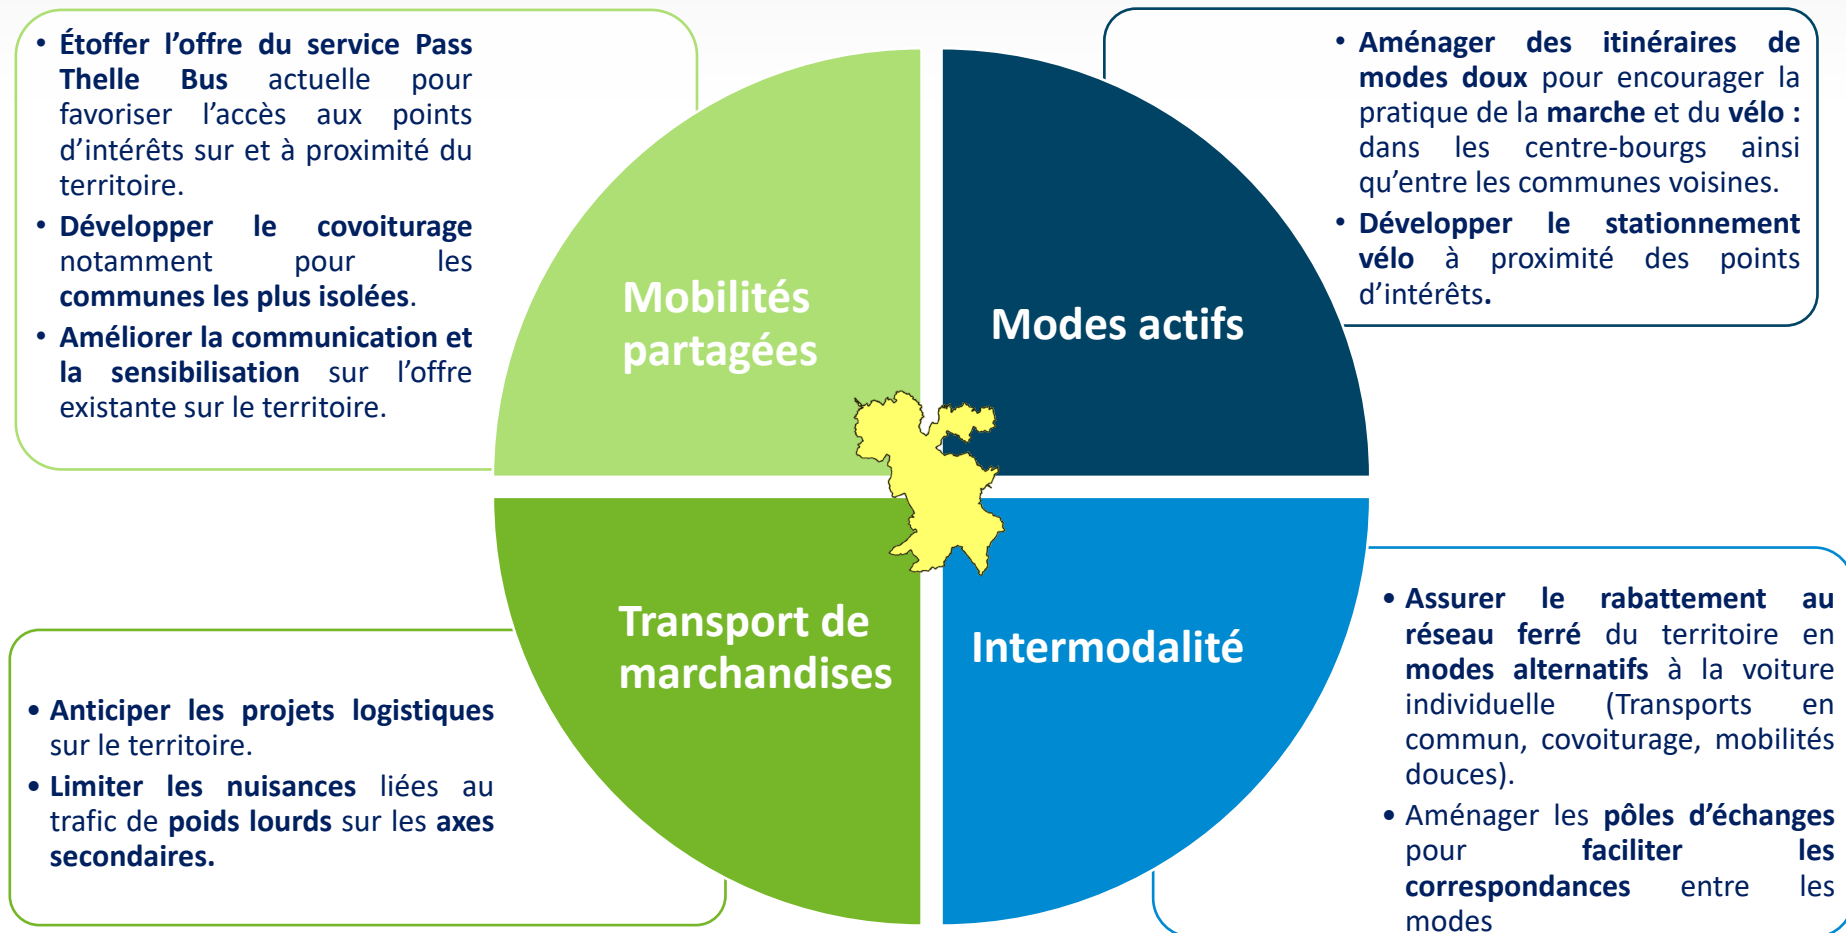 • Étoffer l’offre du service Pass
Thelle Bus actuelle pour
favoriser l’accès aux points
d’intérêts sur et à proximité du
territoire.
• Développer le covoiturage
notamment pour les
communes les plus isolées.
• Améliorer la communication et
la sensibilisation sur l’offre
existante sur le territoire.
• Aménager des itinéraires de
modes doux pour encourager la
pratique de la marche et du vélo :
dans les centre-bourgs ainsi
qu’entre les communes voisines.
• Développer le stationnement
vélo à proximité des points
d’intérêts.
Mobilités
partagées
Modes actifs
Transport de
marchandises
Intermodalité
• Anticiper les projets logistiques
sur le territoire.
• Limiter les nuisances liées au
trafic de poids lourds sur les axes
secondaires.
• Assurer le rabattement au
réseau ferré du territoire en
modes alternatifs à la voiture
individuelle (Transports en
commun, covoiturage, mobilités
douces).
• Aménager les pôles d’échanges
pour faciliter les
correspondances entre les
modes